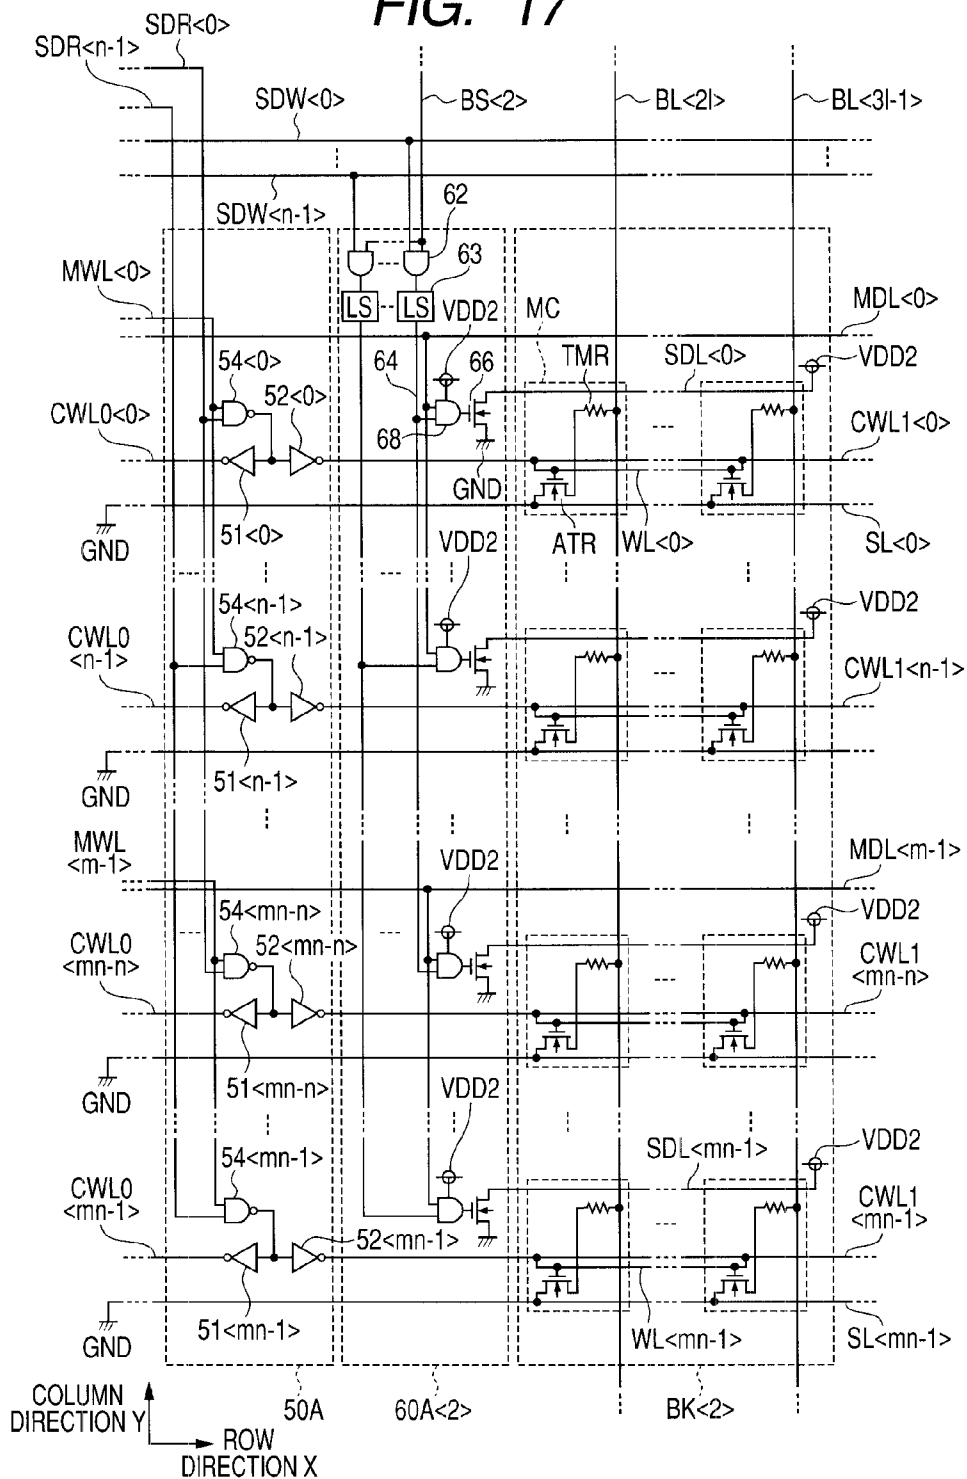 FIG. 17
SDR<0>
SDR<n-1>
SDW<0>
BS<2>
BL<2l>
BL<3l-1>
SDW<n-1>
62
MWL<0>
63
LS
LS
VDD2
MC
MDL<0>
54<0>
64
66
TMR
SDL<0>
VDD2
52<0>
CWL0<0>
68
CWL1<0>
GND
51<0>
ATR
WL<0>
SL<0>
GND
VDD2
54<n-1>
VDD2
CWL0
<n-1>
52<n-1>
CWL1<n-1>
51<n-1>
GND
MWL
<m-1>
VDD2
MDL<m-1>
54<mn-n>
VDD2
CWL0
<mn-n>
52<mn-n>
CWL1
<mn-n>
51<mn-n>
GND
VDD2
54<mn-1>
SDL<mn-1>
VDD2
CWL0
<mn-1>
CWL1
<mn-1>
52<mn-1>
51<mn-1>
WL<mn-1>
SL<mn-1>
GND
50A
60A<2>
BK<2>
COLUMN
DIRECTION Y
ROW
DIRECTION X